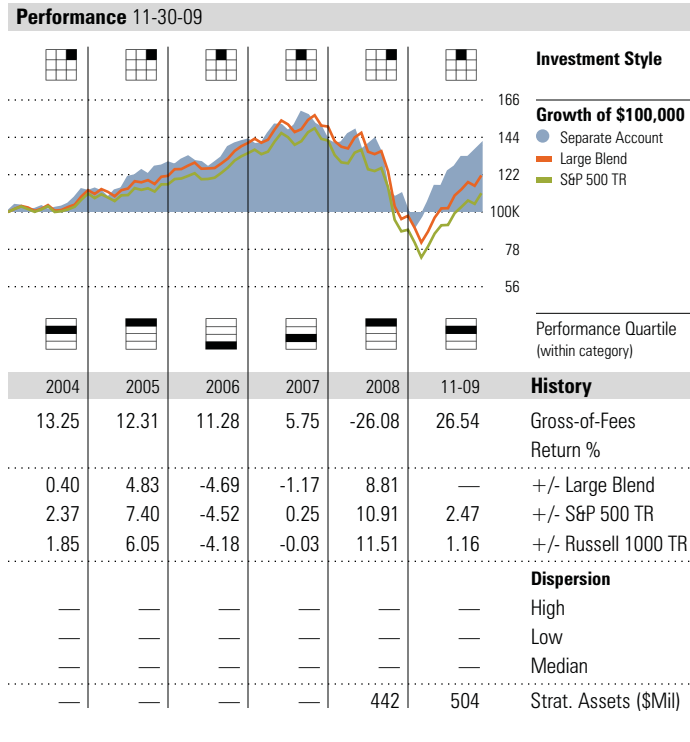 Performance 11-30-09
Investment Style
Growth of $100,000
Separate Account
Large Blend
S&P 500 TR
166
144
122
100K
78
56
Performance Quartile
(within category)
2004 2005 2006 2007 2008 11-09 History
13.25 12.31 11.28 5.75 -26.08 26.54 Gross-of-Fees
Return %
0.40 4.83 -4.69 -1.17 8.81 — +/- Large Blend
2.37 7.40 -4.52 0.25 10.91 2.47 +/- S&P 500 TR
1.85 6.05 -4.18 -0.03 11.51 1.16 +/- Russell 1000 TR
Dispersion
— — — — — — High
— — — — — — Low
— — — — — — Median
— — — — 442 504 Strat. Assets ($Mil)